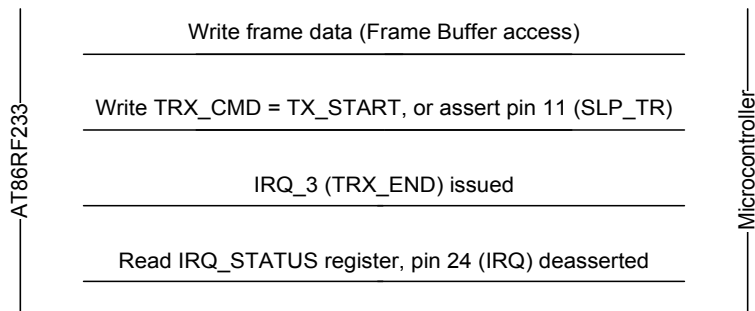 Write frame data (Frame Buffer access)
Write TRX_CMD = TX_START, or assert pin 11 (SLP_TR)
IRQ_3 (TRX_END) issued
Read IRQ_STATUS register, pin 24 (IRQ) deasserted
AT86RF233
Microcontroller